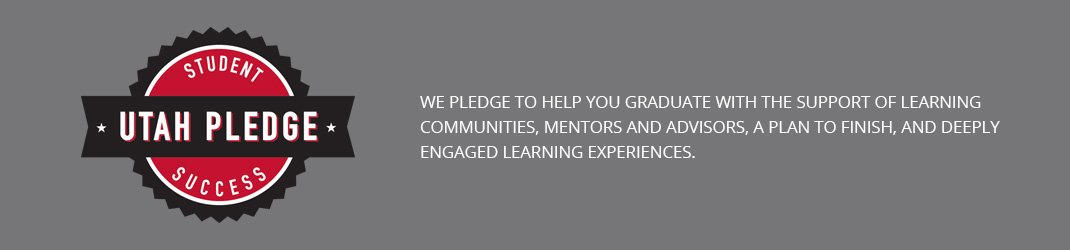 STUDENT
UTAH PLEDGE
SUCCESS
WE PLEDGE TO HELP YOU GRADUATE WITH THE SUPPORT OF LEARNING
COMMUNITIES, MENTORS AND ADVISORS, A PLAN TO FINISH, AND DEEPLY
ENGAGED LEARNING EXPERIENCES.